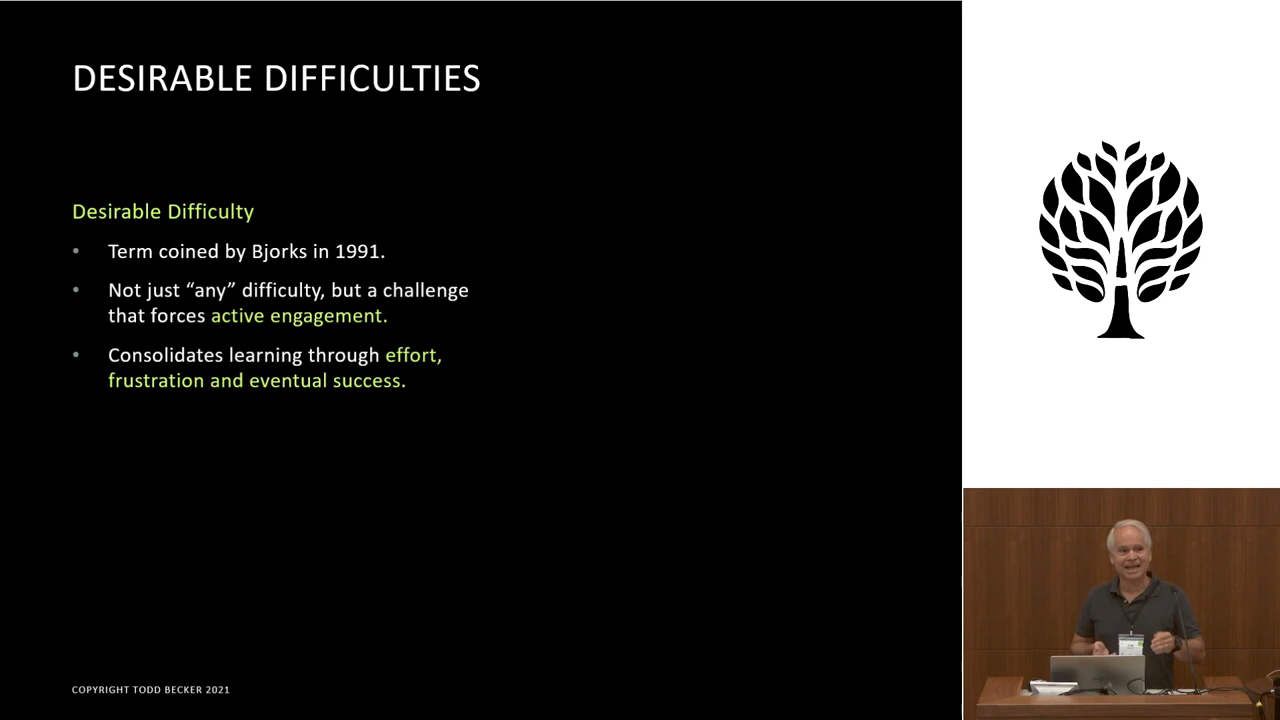 DESIRABLE DIFFICULTIES
Desirable Difficulty
• Term coined by Bjorks in 1991.
• Not just “any” difficulty, but a challenge
that forces active engagement.
• Consolidates learning through effort,
frustration and eventual success.
COPYRIGHT TODD BECKER 2021